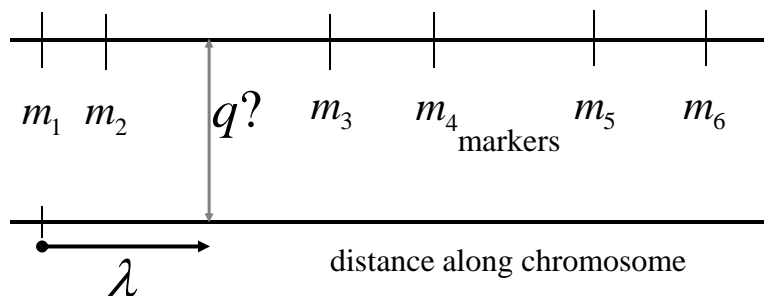 m₁ m₂ q? m₃ m₄ m₅ m₆
markers
λ
distance along chromosome